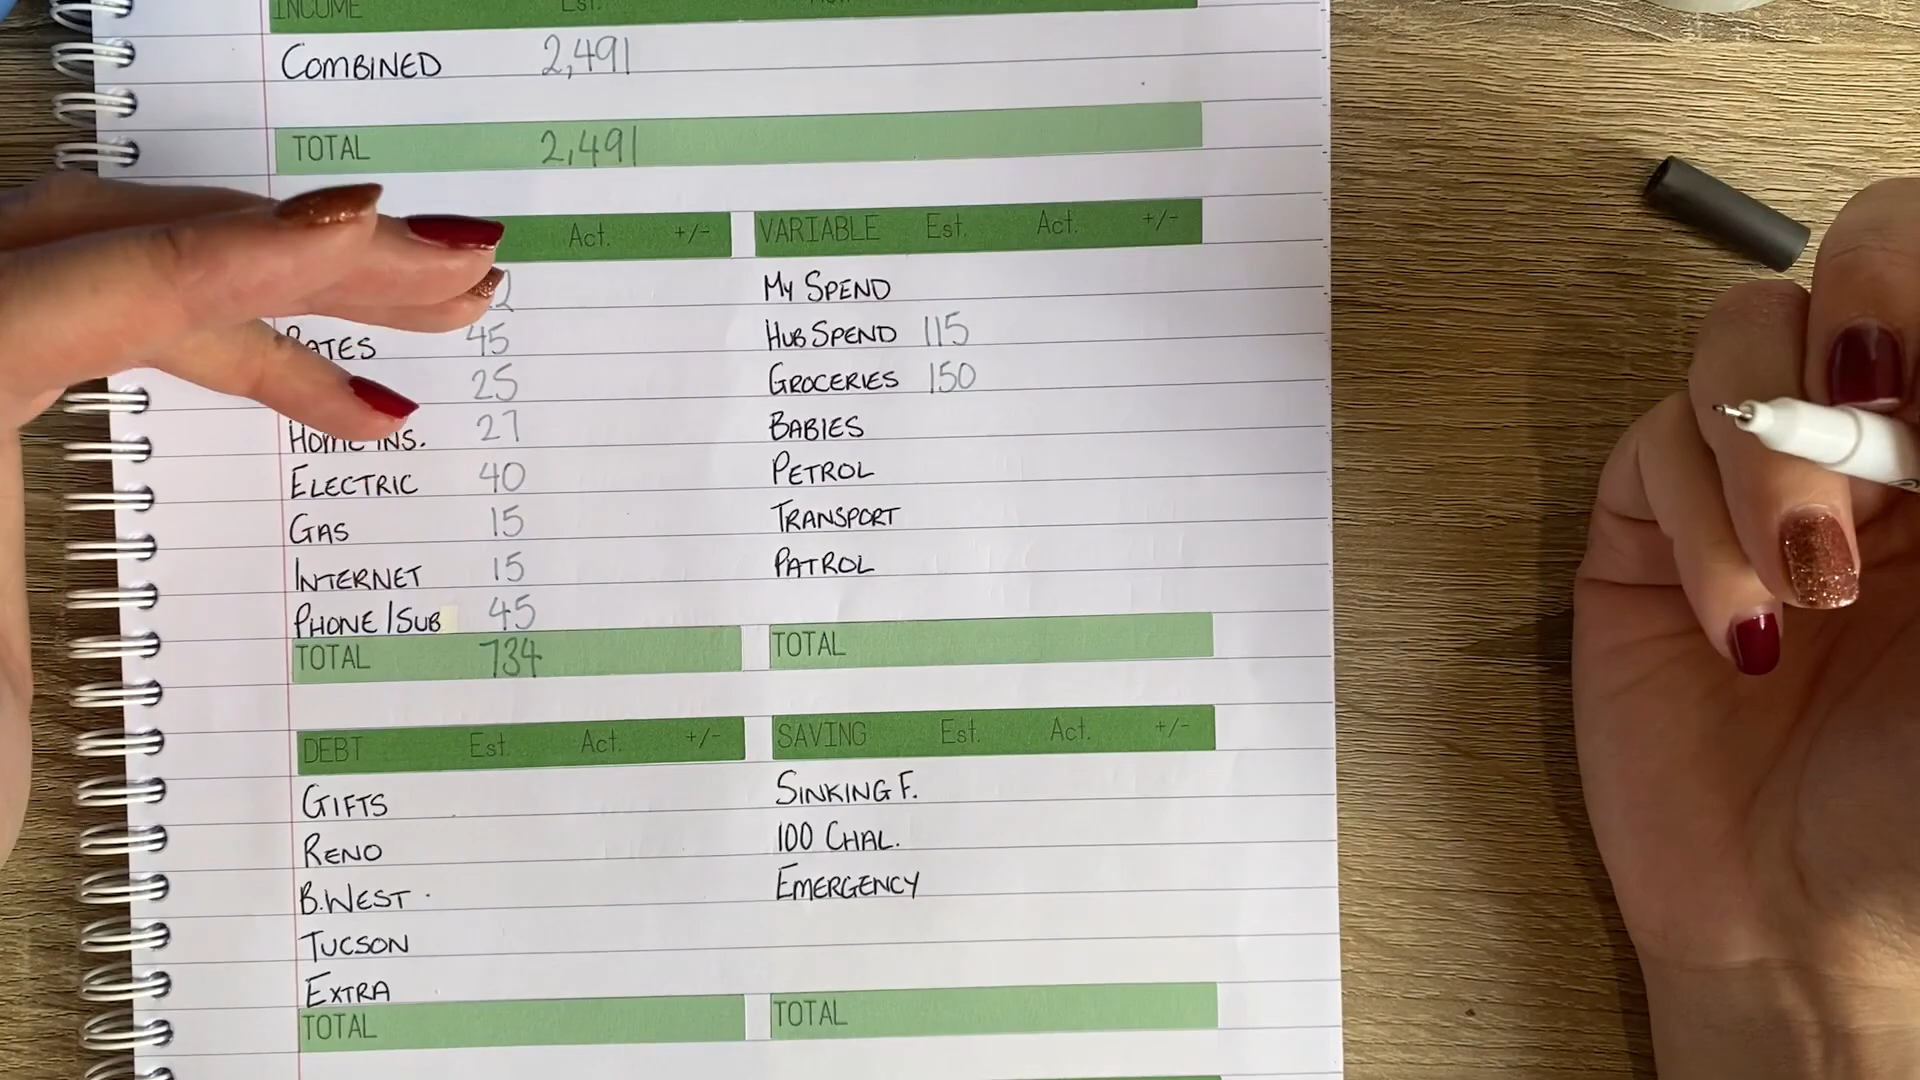 INCOME Est.
COMBINED 2,491
TOTAL 2,491
Act. +/-
45
25
HOME INS. 27
ELECTRIC 40
GAS 15
INTERNET 15
PHONE/SUB 45
TOTAL 734
VARIABLE Est. Act. +/-
MY SPEND
HUB SPEND 115
GROCERIES 150
BABIES
PETROL
TRANSPORT
PATROL
TOTAL
DEBT Est. Act. +/-
GIFTS
RENO
B.WEST
TUCSON
EXTRA
TOTAL
SAVING Est. Act. +/-
SINKING F.
100 CHAL.
EMERGENCY
TOTAL